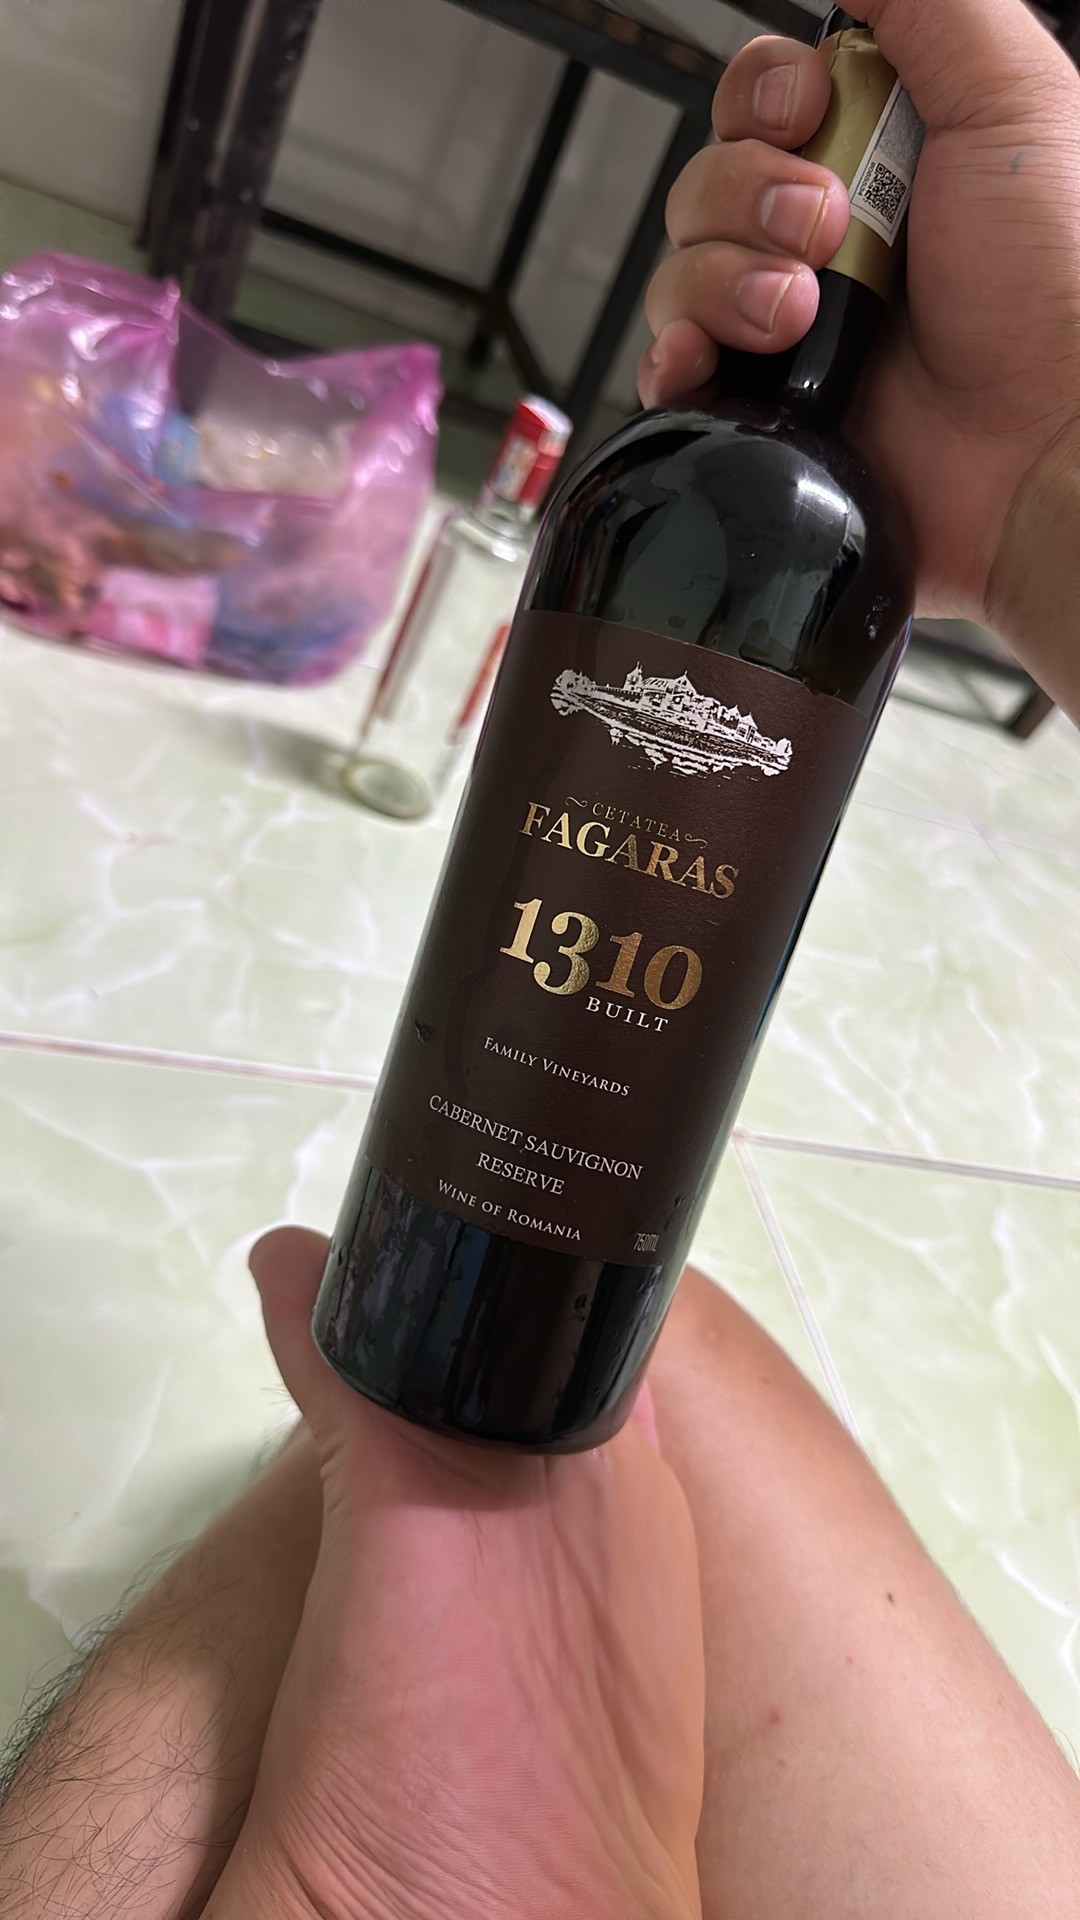 CETATEA
FAGARAS
1310
BUILT
FAMILY VINEYARDS
CABERNET SAUVIGNON
RESERVE
WINE OF ROMANIA
750ML